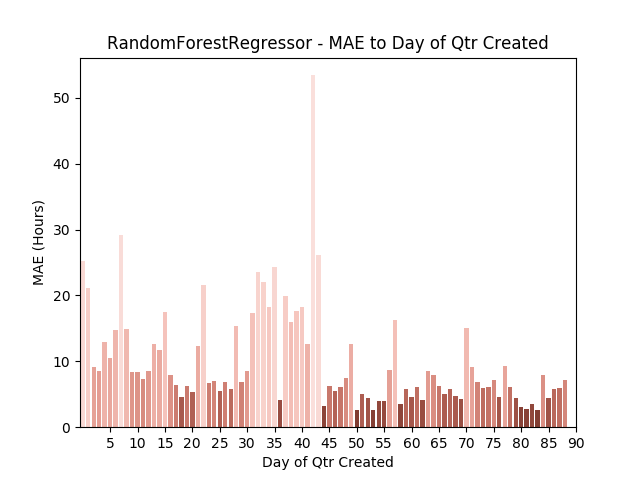 RandomForestRegressor - MAE to Day of Qtr Created
50
40
30
20
10
0
MAE (Hours)
5 10 15 20 25 30 35 40 45 50 55 60 65 70 75 80 85 90
Day of Qtr Created